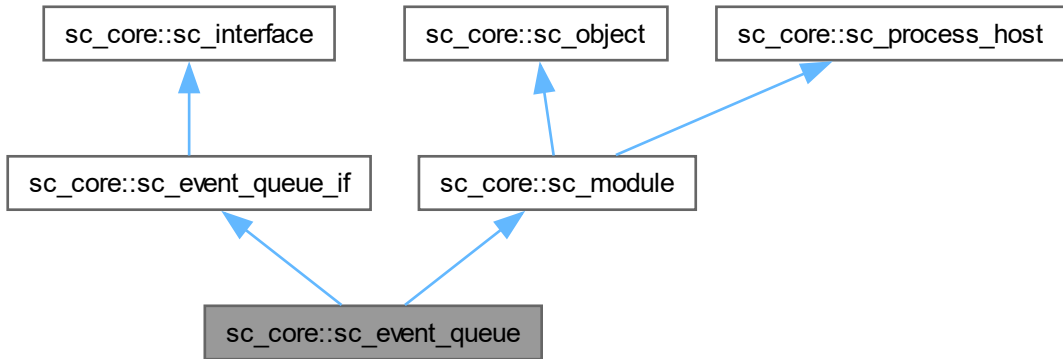 sc_core::sc_interface
sc_core::sc_object
sc_core::sc_process_host
sc_core::sc_event_queue_if
sc_core::sc_module
sc_core::sc_event_queue